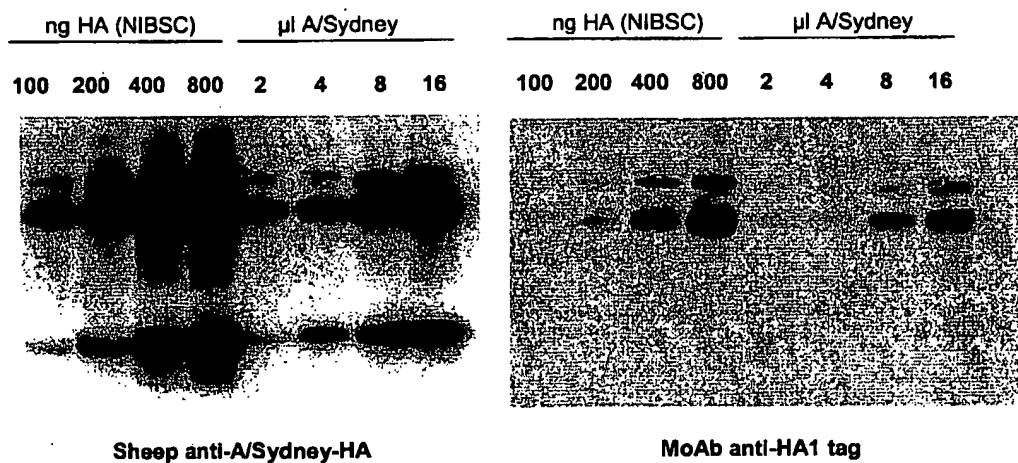 ng HA (NIBSC) µl A/Sydney
100 200 400 800 2 4 8 16
Sheep anti-A/Sydney-HA
ng HA (NIBSC) µl A/Sydney
100 200 400 800 2 4 8 16
MoAb anti-HA1 tag